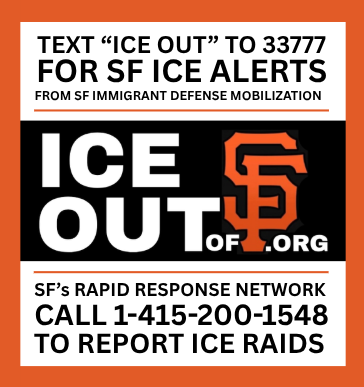 TEXT “ICE OUT” TO 33777
FOR SF ICE ALERTS
FROM SF IMMIGRANT DEFENSE MOBILIZATION
ICE
OUT
OF SF.ORG
SF’s RAPID RESPONSE NETWORK
CALL 1-415-200-1548
TO REPORT ICE RAIDS